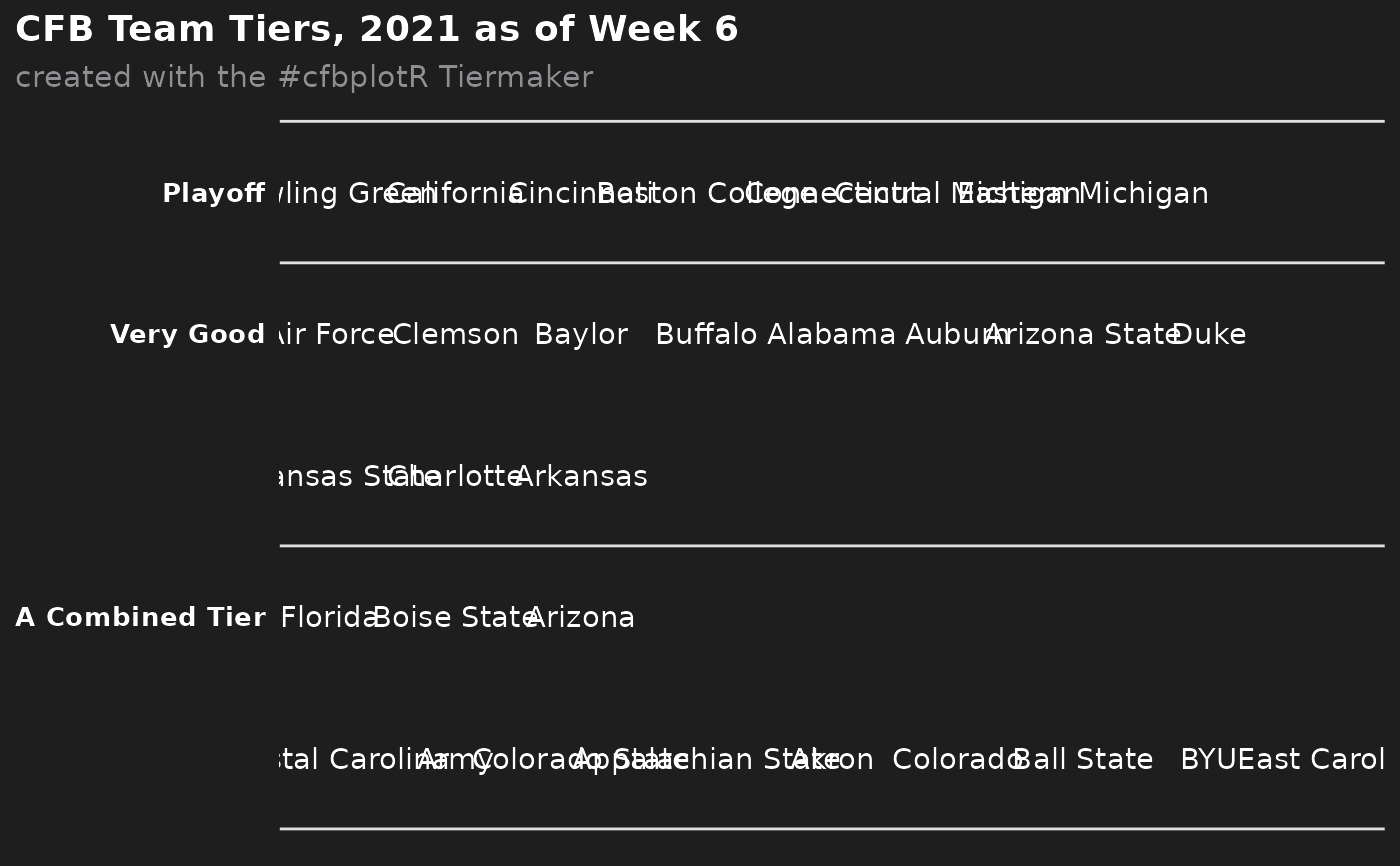 CFB Team Tiers, 2021 as of Week 6
created with the #cfbplotR Tiermaker
Playoff wling Green California Cincinnati Boston College Connecticut Central Michigan Eastern Michigan
Very Good Air Force Clemson Baylor Buffalo Alabama Auburn Arizona State Duke
ansas State Charlotte Arkansas
A Combined Tier Florida Boise State Arizona
stal Carolina Army Colorado State Appalachian State Akron Colorado Ball State BYU East Carol